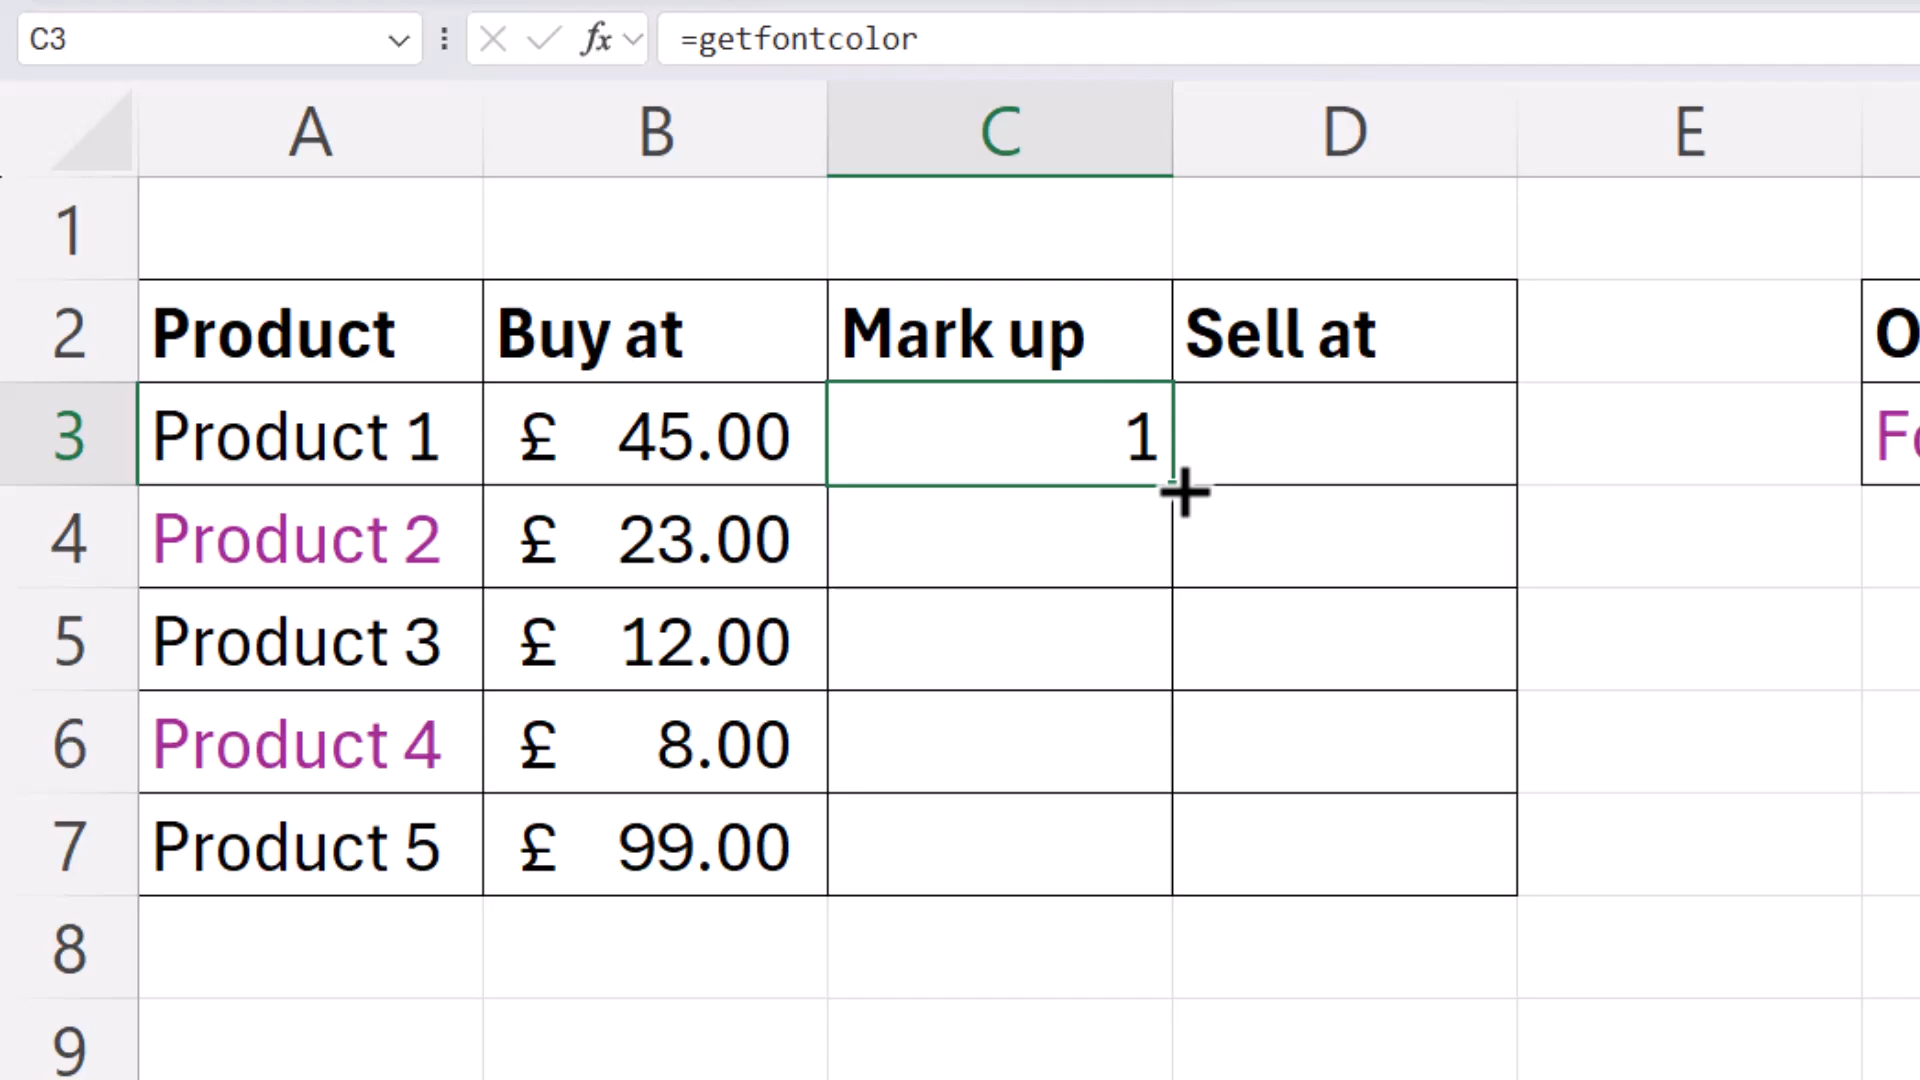 C3 fx =getfontcolor
A B C D E
1
2 Product Buy at Mark up Sell at
3 Product 1 £ 45.00 1
4 Product 2 £ 23.00
5 Product 3 £ 12.00
6 Product 4 £ 8.00
7 Product 5 £ 99.00
8
9